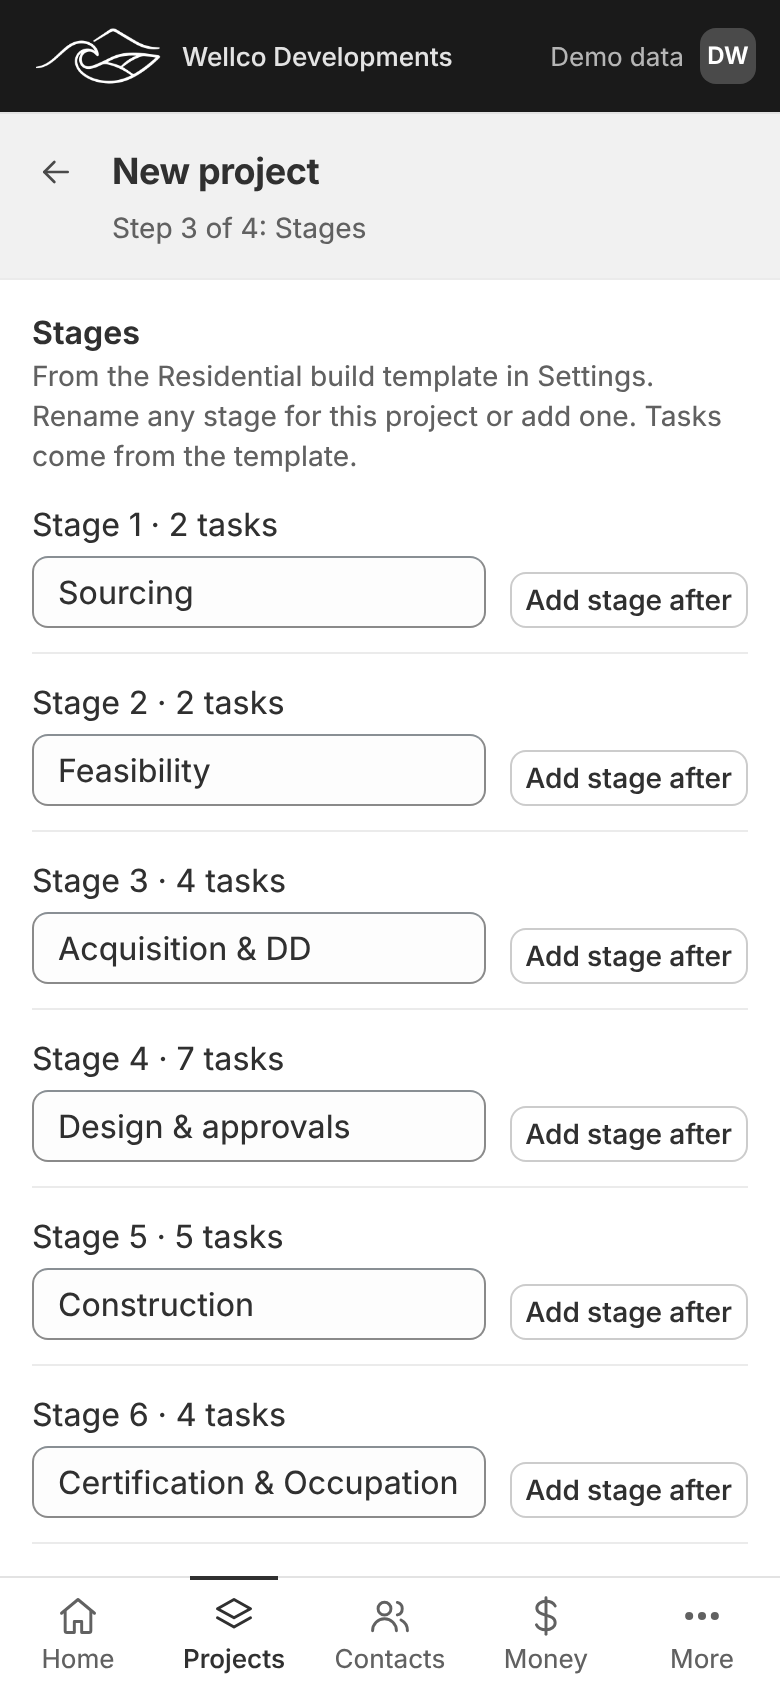 Wellco Developments
Demo data
DW
New project
Step 3 of 4: Stages
Stages
From the Residential build template in Settings.
Rename any stage for this project or add one. Tasks
come from the template.
Stage 1 · 2 tasks
Sourcing
Add stage after
Stage 2 · 2 tasks
Feasibility
Add stage after
Stage 3 · 4 tasks
Acquisition & DD
Add stage after
Stage 4 · 7 tasks
Design & approvals
Add stage after
Stage 5 · 5 tasks
Construction
Add stage after
Stage 6 · 4 tasks
Certification & Occupation
Add stage after
Home
Projects
Contacts
Money
More